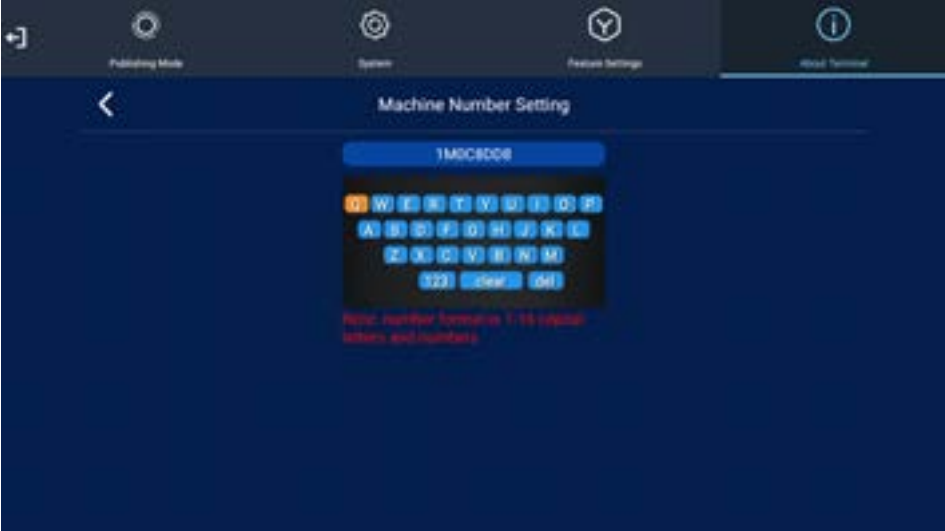 Publishing Mode
System
Feature Settings
About Terminal
Machine Number Setting
1M0C8DD8
Q W E R T Y U I O P
A S D F G H J K L
Z X C V B N M
123 clear del
Note: number format is 1-16 capital
letters and numbers